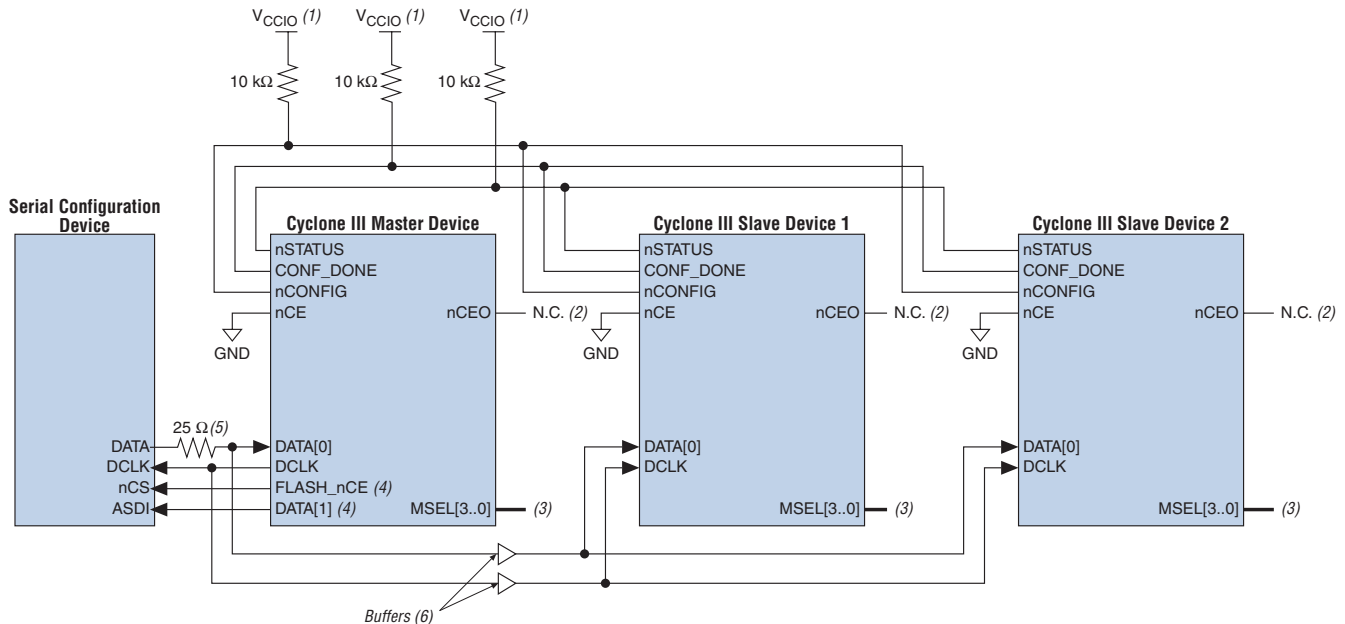 VCCIO (1) VCCIO (1) VCCIO (1)
10 kΩ 10 kΩ 10 kΩ
Serial Configuration
Device
DATA
DCLK
nCS
ASDI
25 Ω (5)
Cyclone III Master Device
nSTATUS
CONF_DONE
nCONFIG
nCE
GND
nCEO
N.C. (2)
DATA[0]
DCLK
FLASH_nCE (4)
DATA[1] (4)
MSEL[3..0]
(3)
Cyclone III Slave Device 1
nSTATUS
CONF_DONE
nCONFIG
nCE
GND
nCEO
N.C. (2)
DATA[0]
DCLK
MSEL[3..0]
(3)
Cyclone III Slave Device 2
nSTATUS
CONF_DONE
nCONFIG
nCE
GND
nCEO
N.C. (2)
DATA[0]
DCLK
MSEL[3..0]
(3)
Buffers (6)